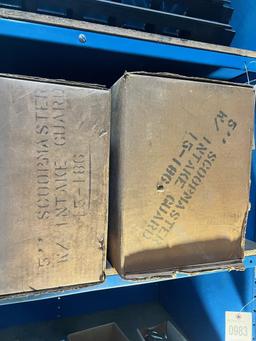 5" SCOOPMASTER
W/ INTAKE GUARD
15-186
5" SCOOPMASTER
W/ INTAKE GUARD
15-186
0983